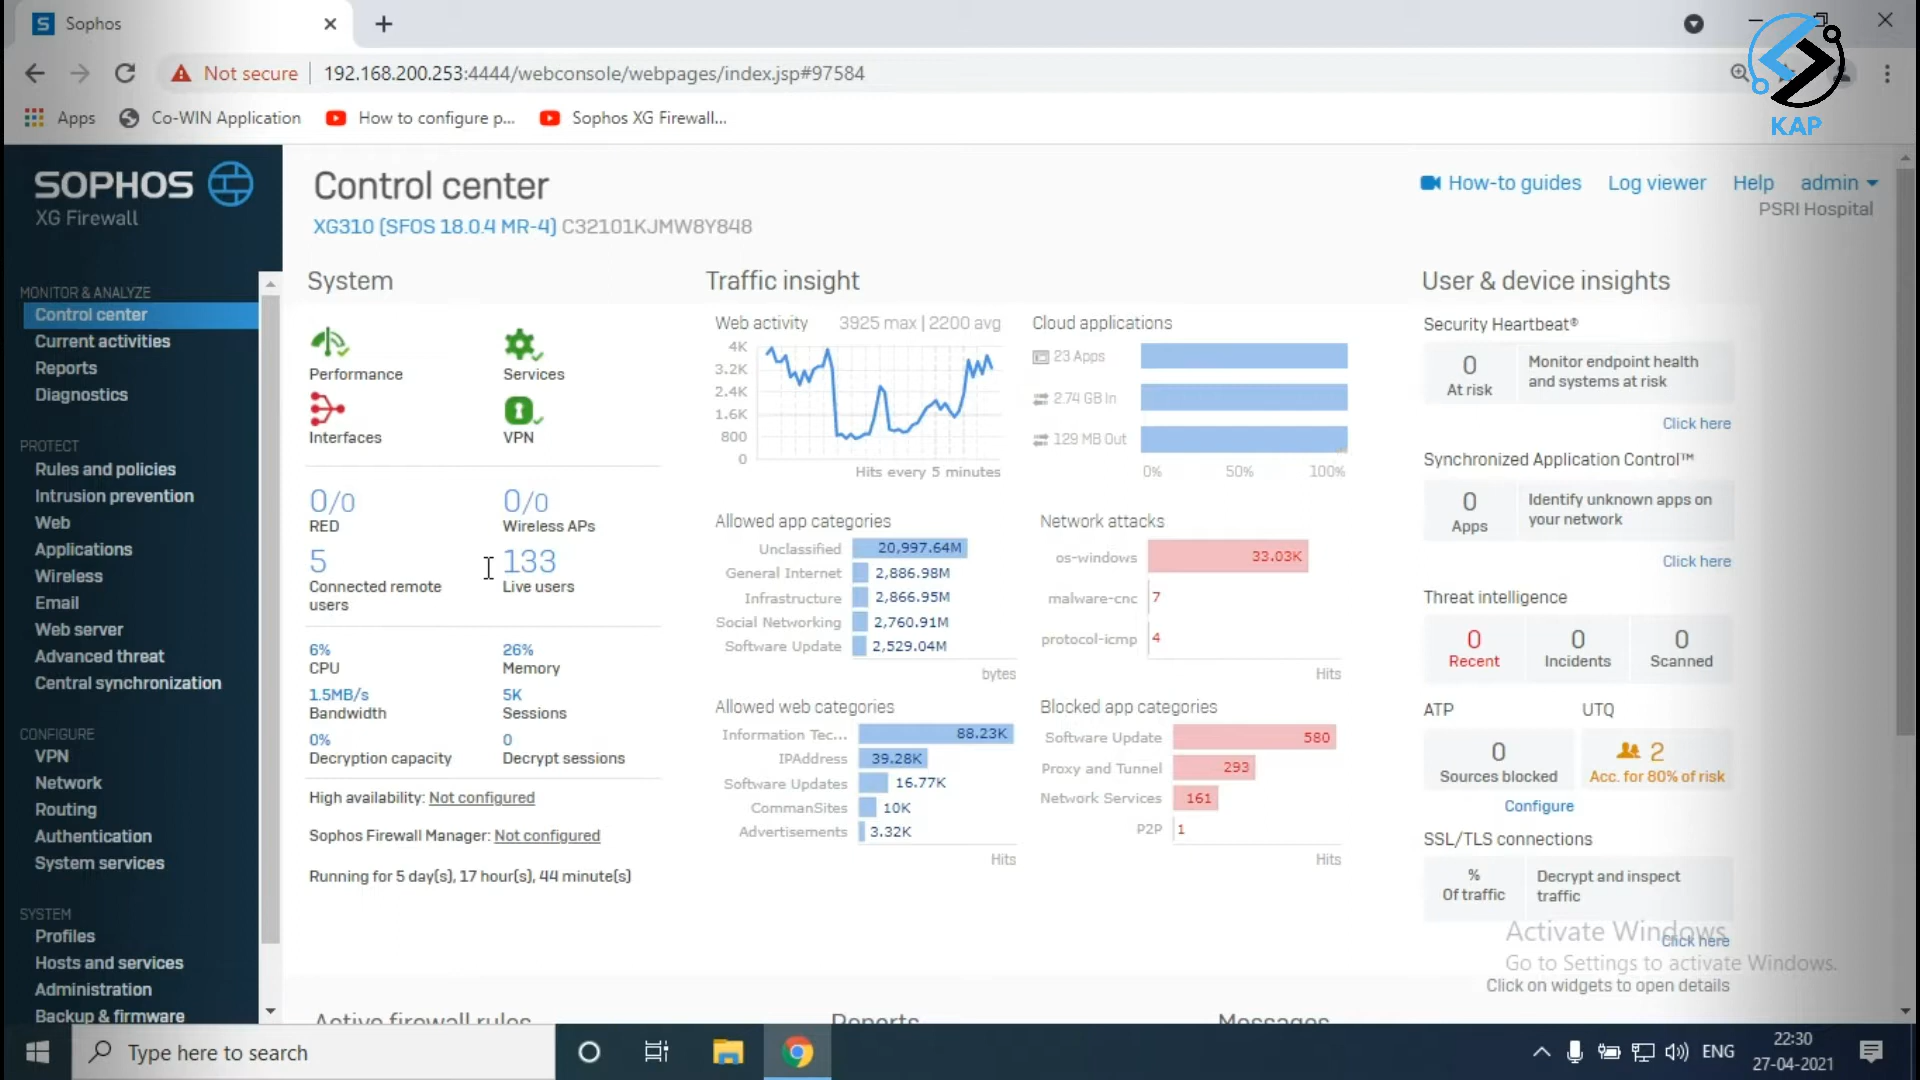 Sophos
Not secure
192.168.200.253:4444/webconsole/webpages/index.jsp#97584
KAP
Apps
Co-WIN Application
How to configure p...
Sophos XG Firewall...
SOPHOS
XG Firewall
MONITOR & ANALYZE
Control center
Current activities
Reports
Diagnostics
PROTECT
Rules and policies
Intrusion prevention
Web
Applications
Wireless
Email
Web server
Advanced threat
Central synchronization
CONFIGURE
VPN
Network
Routing
Authentication
System services
SYSTEM
Profiles
Hosts and services
Administration
Backup & firmware
Control center
XG310 (SFOS 18.0.4 MR-4) C32101KJMW8Y848
How-to guides
Log viewer
Help
admin
PSRI Hospital
System
Performance
Services
Interfaces
VPN
0/0
RED
0/0
Wireless APs
5
Connected remote
users
133
Live users
6%
CPU
26%
Memory
1.5MB/s
Bandwidth
5K
Sessions
0%
Decryption capacity
0
Decrypt sessions
High availability: Not configured
Sophos Firewall Manager: Not configured
Running for 5 day(s), 17 hour(s), 44 minute(s)
Traffic insight
Web activity
3925 max | 2200 avg
4K
3.2K
2.4K
1.6K
800
0
Hits every 5 minutes
Cloud applications
23 Apps
2.74 GB In
129 MB Out
0%
50%
100%
Allowed app categories
Unclassified 20,997.64M
General Internet 2,886.98M
Infrastructure 2,866.95M
Social Networking 2,760.91M
Software Update 2,529.04M
bytes
Network attacks
os-windows 33.03K
malware-cnc 7
protocol-icmp 4
Hits
Allowed web categories
Information Tec... 88.23K
IPAddress 39.28K
Software Updates 16.77K
CommanSites 10K
Advertisements 3.32K
Hits
Blocked app categories
Software Update 580
Proxy and Tunnel 293
Network Services 161
P2P 1
Hits
User & device insights
Security Heartbeat®
0
At risk
Monitor endpoint health
and systems at risk
Click here
Synchronized Application Control™
0
Apps
Identify unknown apps on
your network
Click here
Threat intelligence
0
Recent
0
Incidents
0
Scanned
ATP
UTQ
0
Sources blocked
2
Acc. for 80% of risk
Configure
SSL/TLS connections
%
Of traffic
Decrypt and inspect
traffic
Click here
Activate Windows
Go to Settings to activate Windows.
Click on widgets to open details
Active firewall rules
Reports
Messages
Type here to search
ENG
22:30
27-04-2021